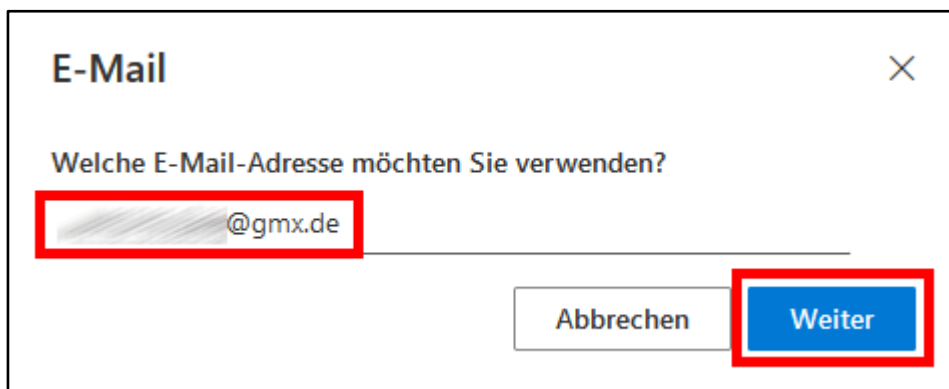 E-Mail
Welche E-Mail-Adresse möchten Sie verwenden?
@gmx.de
Abbrechen
Weiter